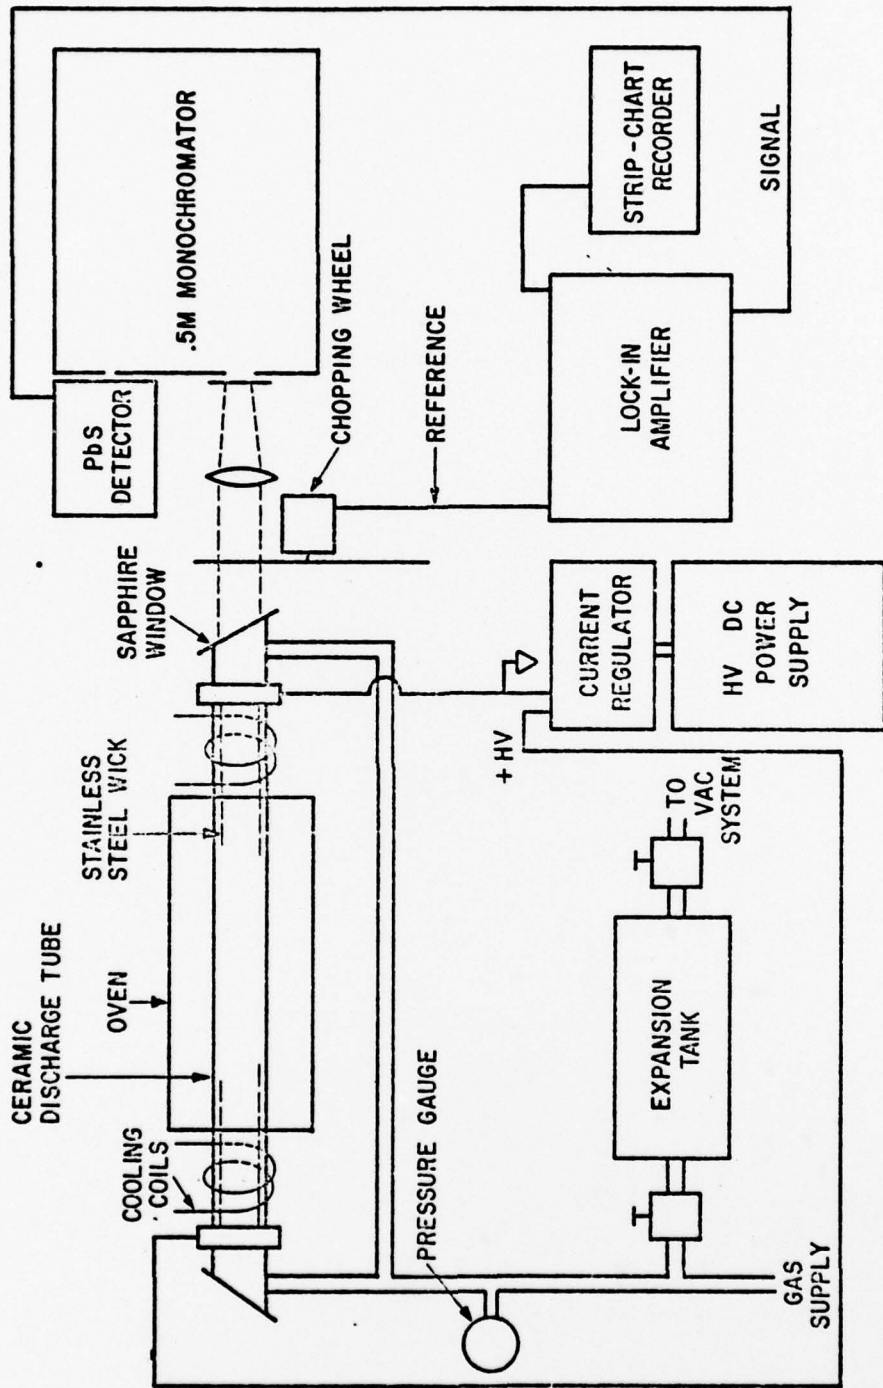 CERAMIC
DISCHARGE TUBE
OVEN
STAINLESS
STEEL WICK
SAPPHIRE
WINDOW
PbS
DETECTOR
.5M MONOCHROMATOR
COOLING
COILS
CHOPPING WHEEL
REFERENCE
PRESSURE GAUGE
+ HV
CURRENT
REGULATOR
HV DC
POWER
SUPPLY
LOCK-IN
AMPLIFIER
STRIP-CHART
RECORDER
SIGNAL
EXPANSION
TANK
TO
VAC
SYSTEM
GAS
SUPPLY